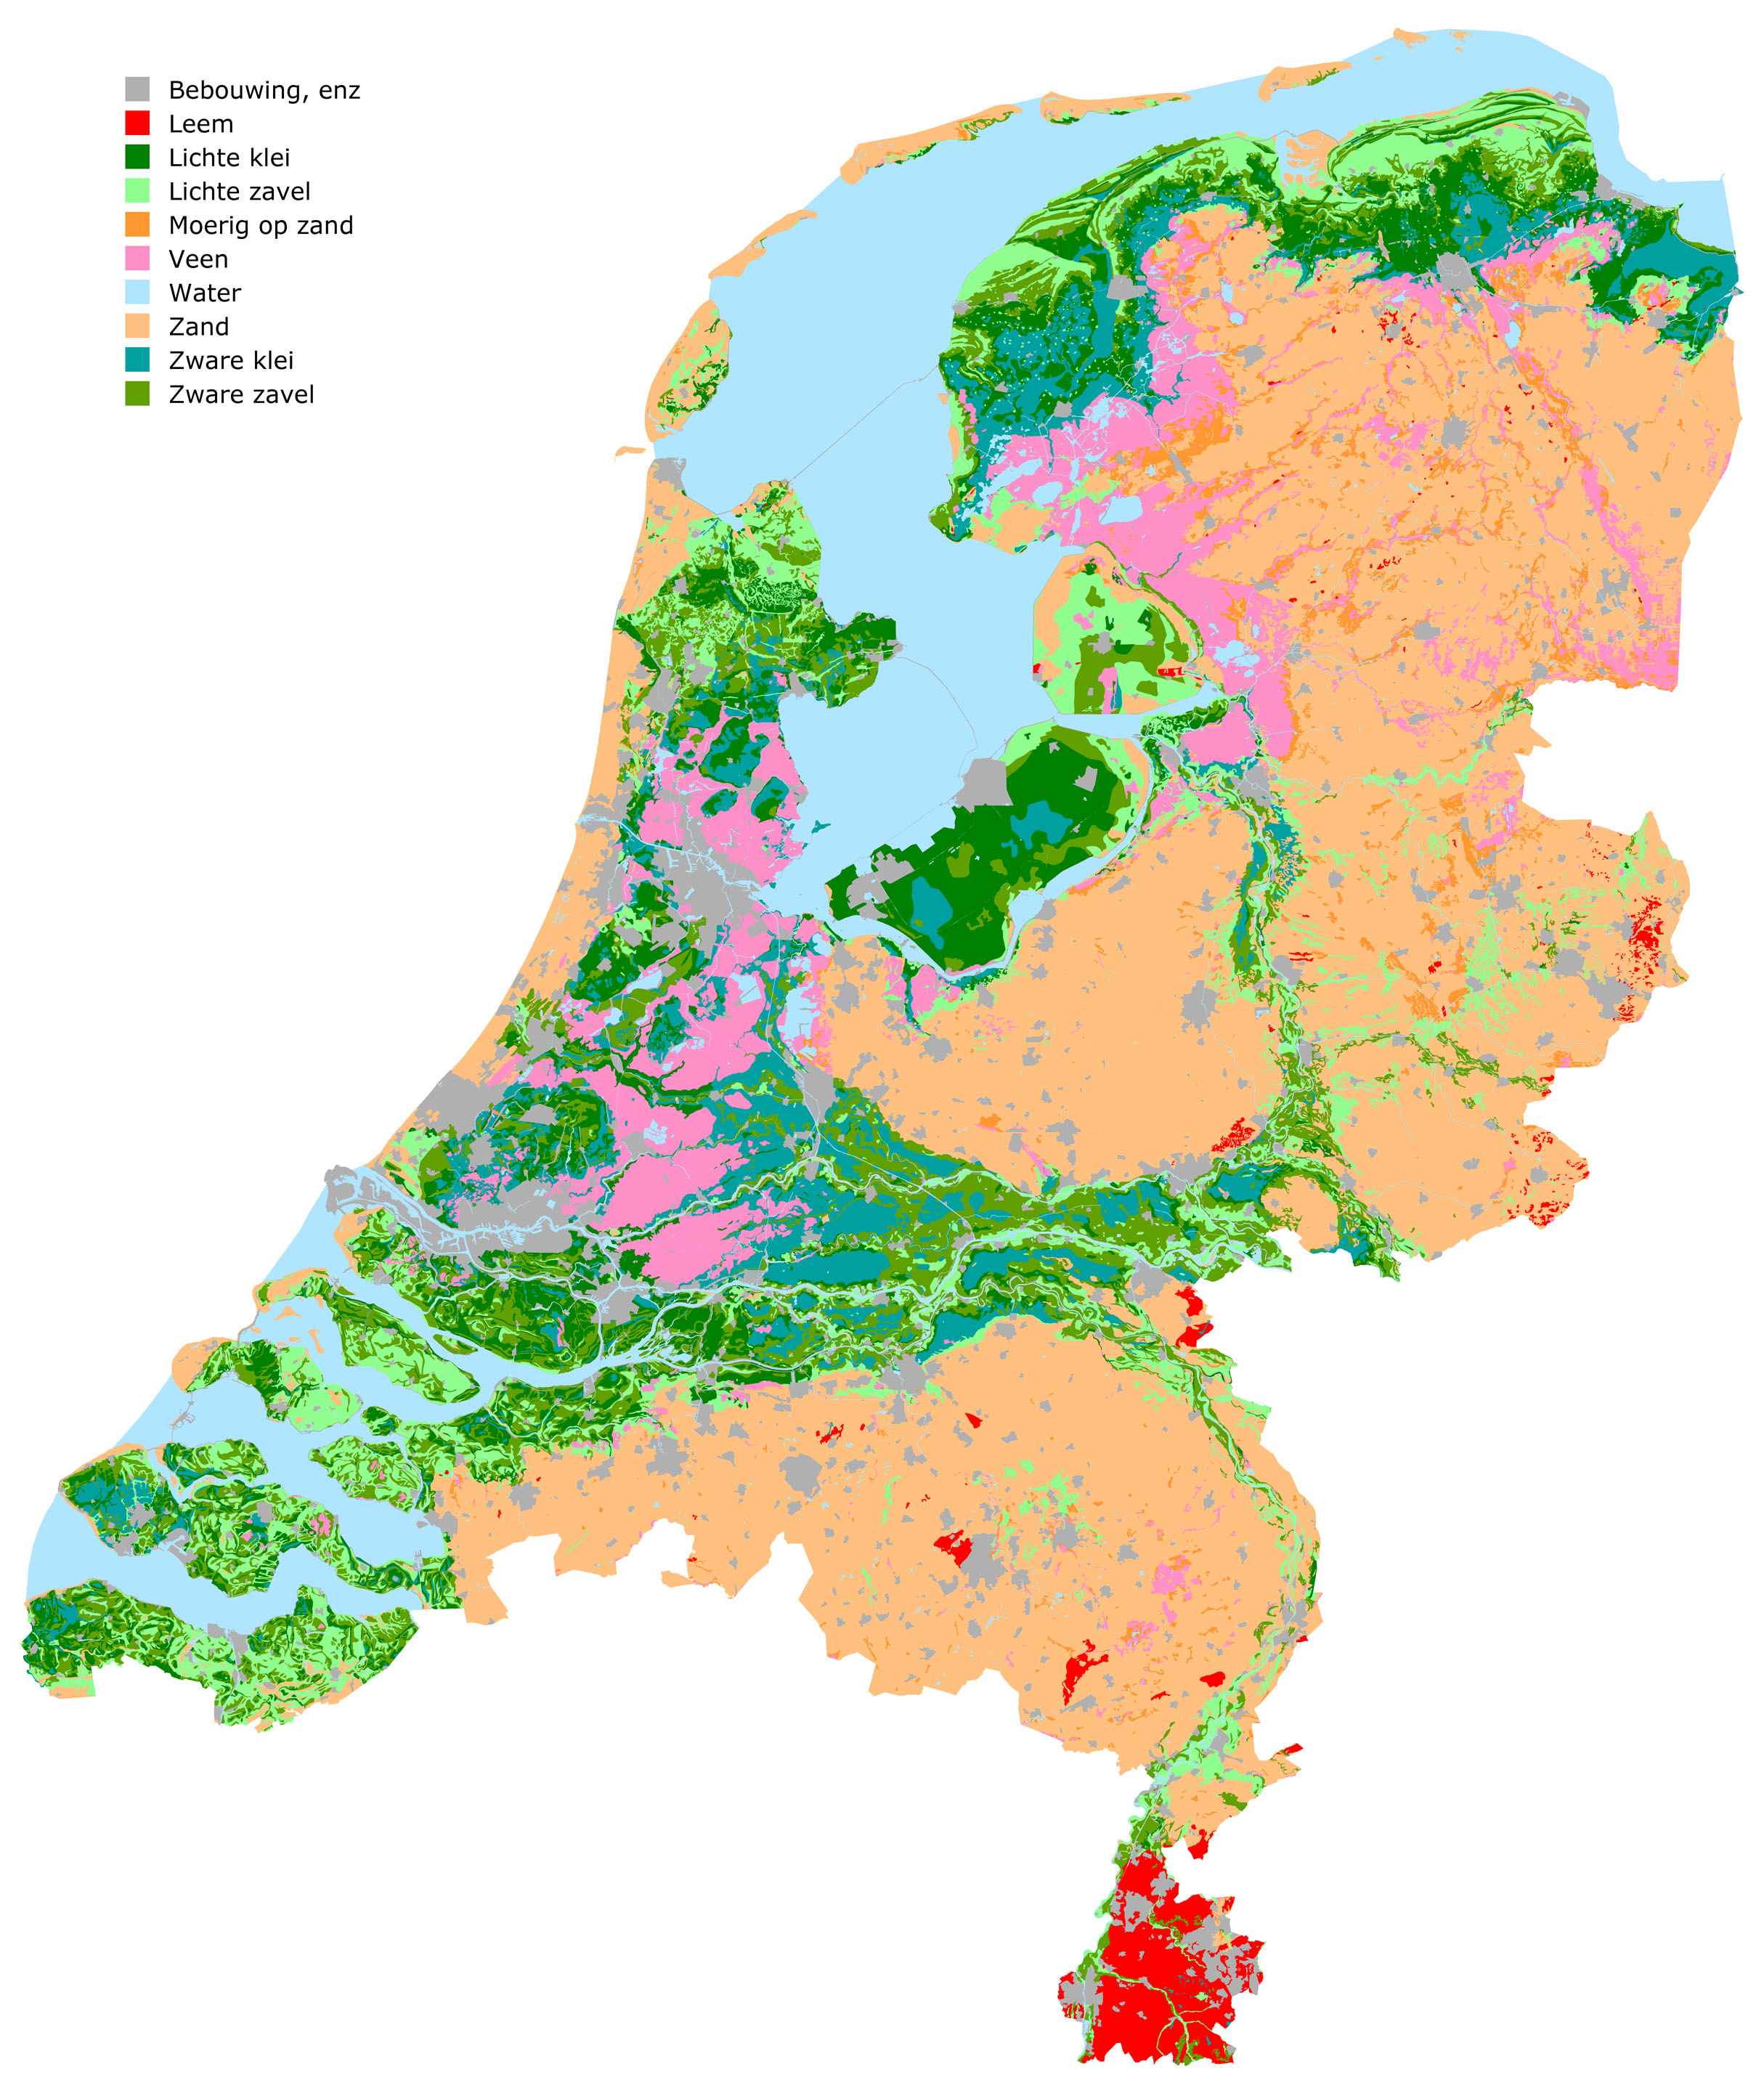 Bebouwing, enz
Leem
Lichte klei
Lichte zavel
Moerig op zand
Veen
Water
Zand
Zware klei
Zware zavel